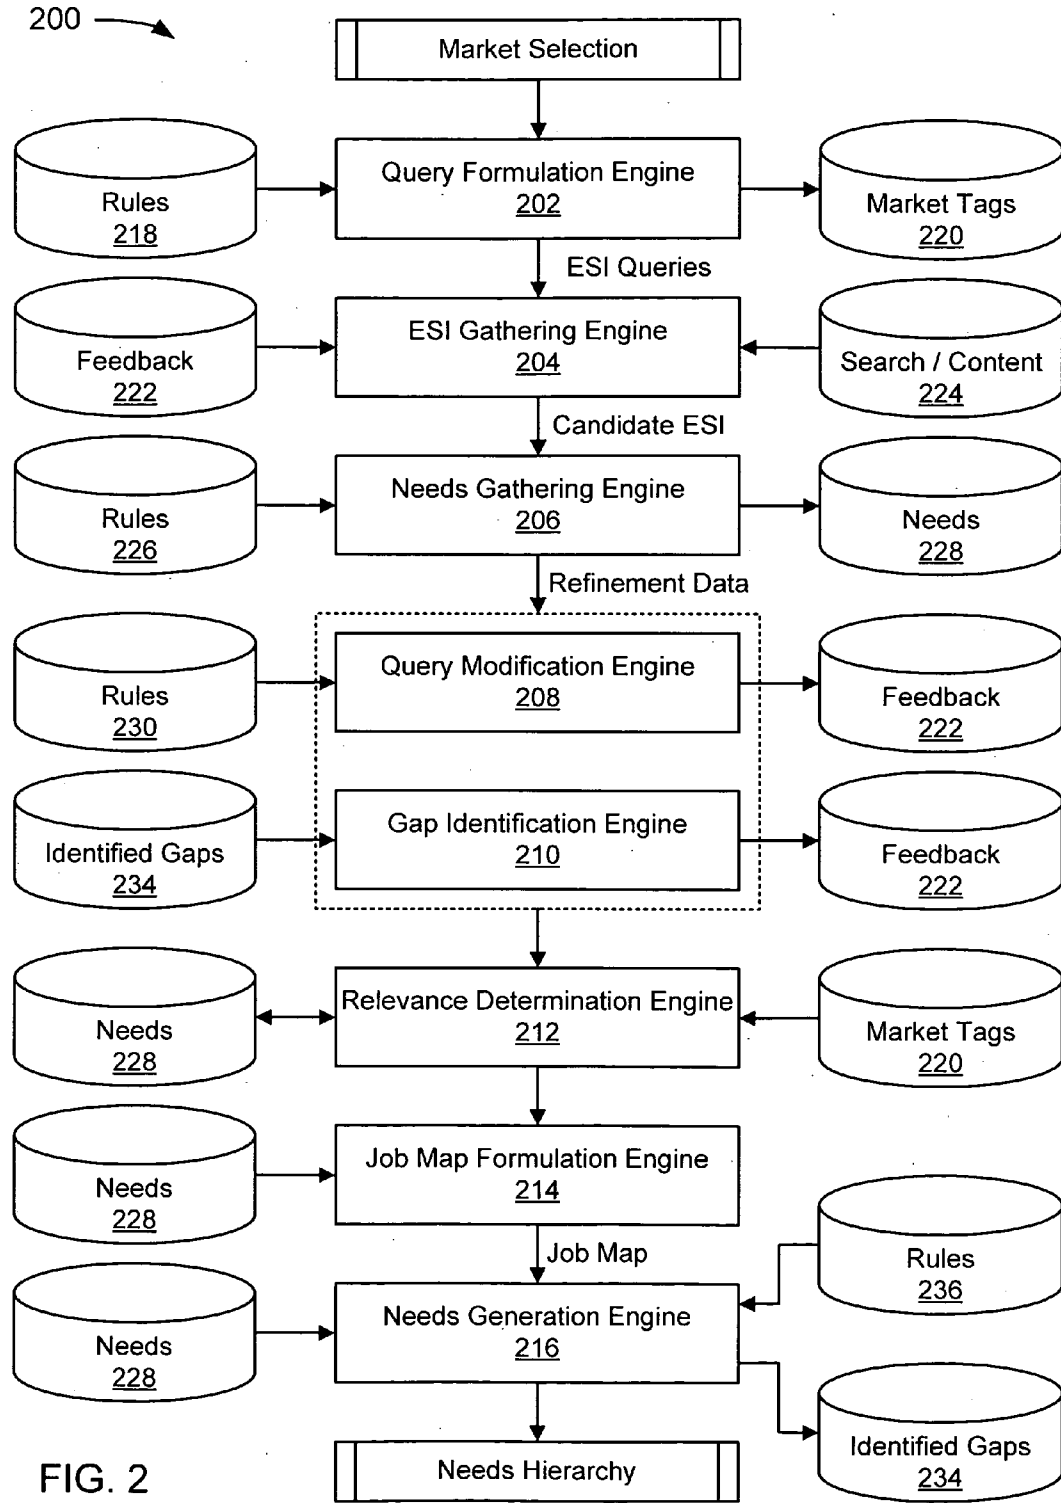 200
Market Selection
Rules
218
Query Formulation Engine
202
Market Tags
220
ESI Queries
Feedback
222
ESI Gathering Engine
204
Search / Content
224
Candidate ESI
Rules
226
Needs Gathering Engine
206
Needs
228
Refinement Data
Rules
230
Query Modification Engine
208
Feedback
222
Identified Gaps
234
Gap Identification Engine
210
Feedback
222
Needs
228
Relevance Determination Engine
212
Market Tags
220
Needs
228
Job Map Formulation Engine
214
Job Map
Rules
236
Needs
228
Needs Generation Engine
216
Identified Gaps
234
Needs Hierarchy
FIG. 2